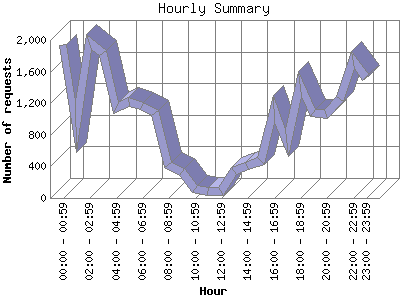 Hourly Summary
Number of requests
2,000
1,600
1,200
800
400
0
00:00 - 00:59
02:00 - 02:59
04:00 - 04:59
06:00 - 06:59
08:00 - 08:59
10:00 - 10:59
12:00 - 12:59
14:00 - 14:59
16:00 - 16:59
18:00 - 18:59
20:00 - 20:59
22:00 - 22:59
23:00 - 23:59
Hour